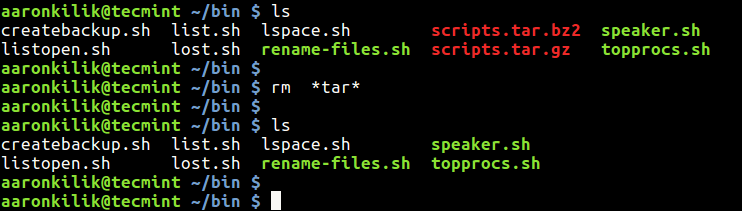 aaronkilik@tecmint ~/bin $ ls
createbackup.sh  list.sh  lspace.sh        scripts.tar.bz2  speaker.sh
listopen.sh      lost.sh  rename-files.sh  scripts.tar.gz   topprocs.sh
aaronkilik@tecmint ~/bin $
aaronkilik@tecmint ~/bin $ rm  *tar*
aaronkilik@tecmint ~/bin $
aaronkilik@tecmint ~/bin $ ls
createbackup.sh  list.sh  lspace.sh        speaker.sh
listopen.sh      lost.sh  rename-files.sh  topprocs.sh
aaronkilik@tecmint ~/bin $
aaronkilik@tecmint ~/bin $